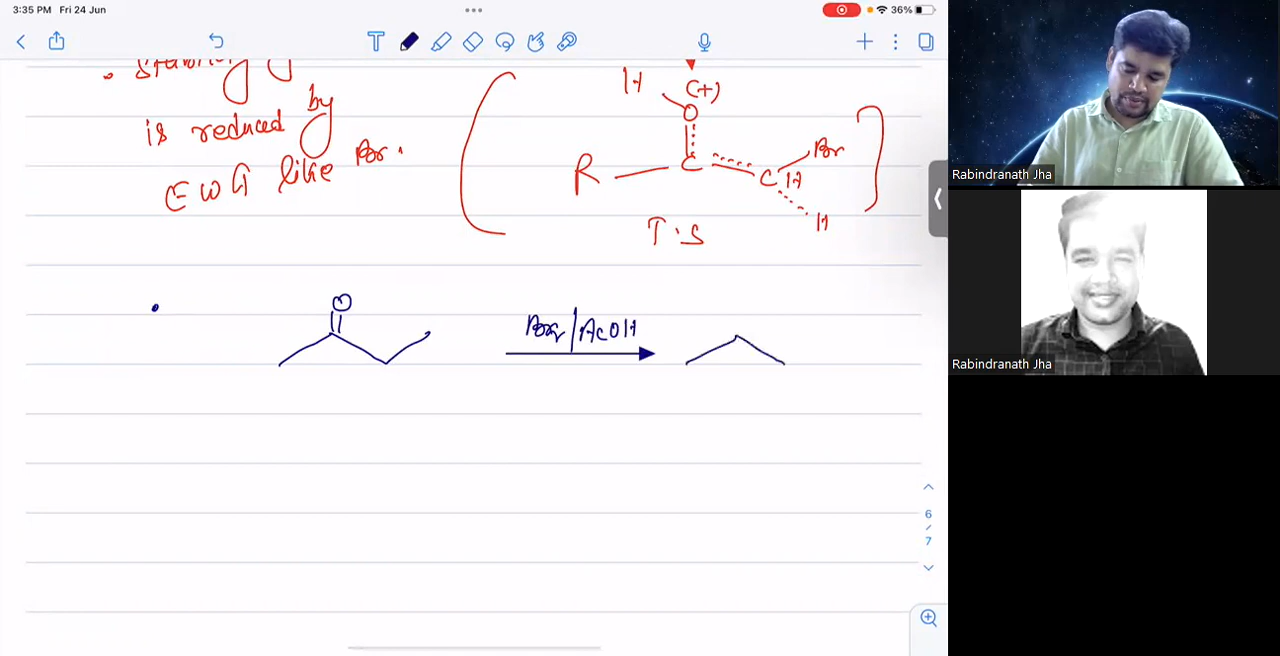 3:35 PM Fri 24 Jun
36%
T
is reduced by
EWG like Br.
H
(+)
O
R C CH Br
H
T.S
O
Br2/AcOH
6
7
Rabindranath Jha
Rabindranath Jha